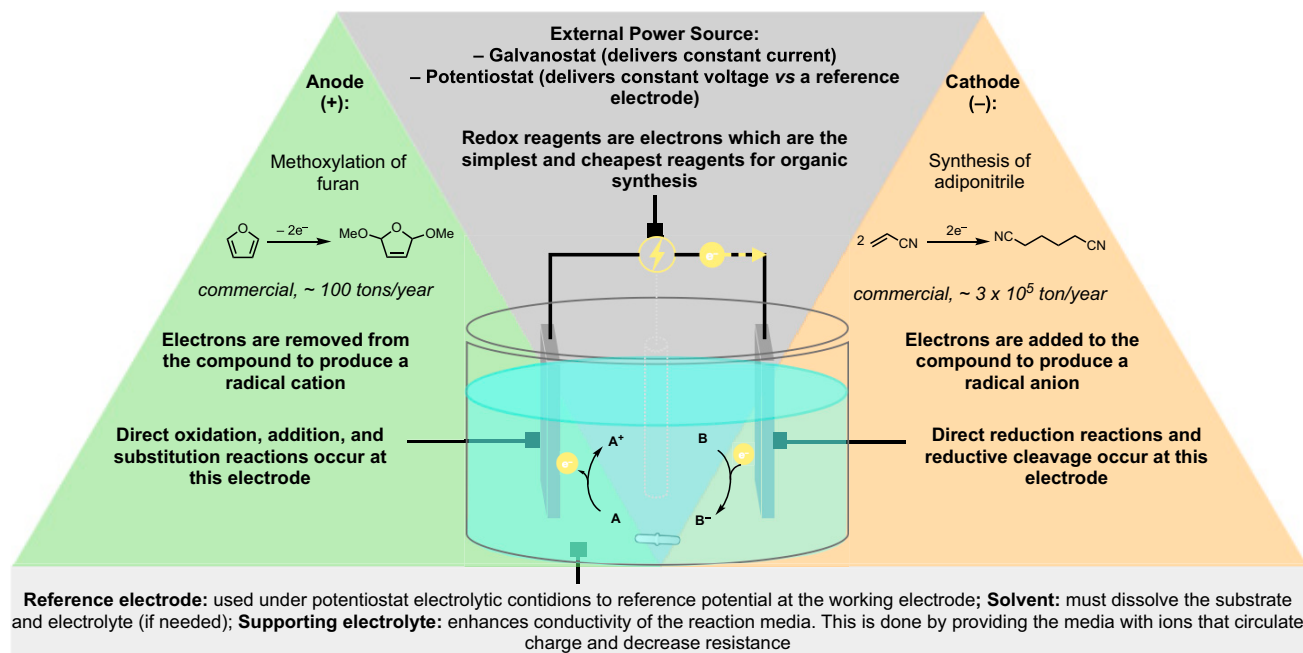 External Power Source:
– Galvanostat (delivers constant current)
– Potentiostat (delivers constant voltage vs a reference
electrode)
Redox reagents are electrons which are the
simplest and cheapest reagents for organic
synthesis
Anode
(+):
Methoxylation of
furan
O
– 2e⁻
MeO O OMe
commercial, ~ 100 tons/year
Electrons are removed from
the compound to produce a
radical cation
Direct oxidation, addition, and
substitution reactions occur at
this electrode
Cathode
(–):
Synthesis of
adiponitrile
2 CN
2e⁻
NC CN
commercial, ~ 3 x 10⁵ ton/year
Electrons are added to the
compound to produce a
radical anion
Direct reduction reactions and
reductive cleavage occur at this
electrode
e⁻
A⁺
e⁻
A
B
e⁻
B⁻
Reference electrode: used under potentiostat electrolytic contidions to reference potential at the working electrode; Solvent: must dissolve the substrate
and electrolyte (if needed); Supporting electrolyte: enhances conductivity of the reaction media. This is done by providing the media with ions that circulate
charge and decrease resistance